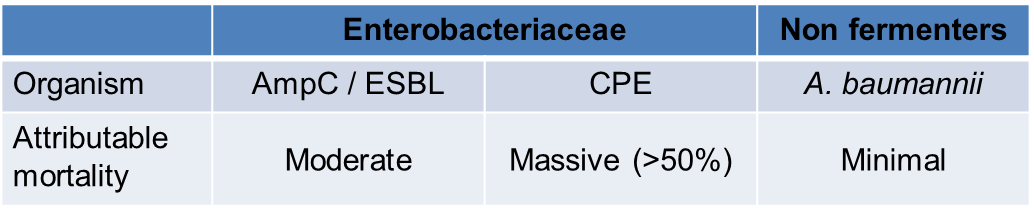 Enterobacteriaceae Non fermenters
Organism AmpC / ESBL CPE A. baumannii
Attributable
mortality Moderate Massive (>50%) Minimal